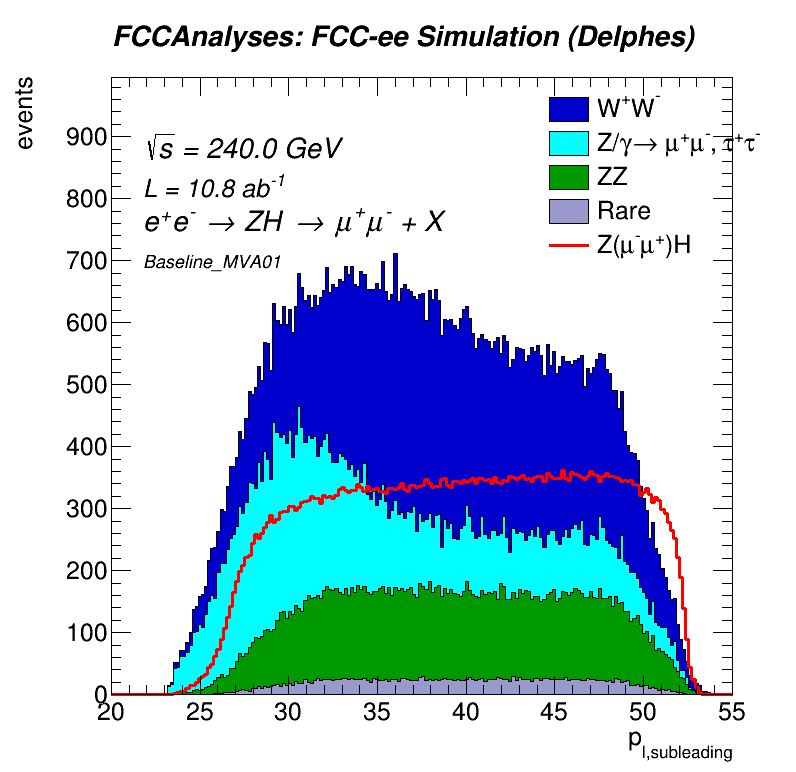 FCCAnalyses: FCC-ee Simulation (Delphes)
events
√s = 240.0 GeV
L = 10.8 ab⁻¹
e⁺e⁻ → ZH → μ⁺μ⁻ + X
Baseline_MVA01
W⁺W⁻
Z/γ→ μ⁺μ⁻, τ⁺τ⁻
ZZ
Rare
Z(μ⁻μ⁺)H
900
800
700
600
500
400
300
200
100
0
20 25 30 35 40 45 50 55
p_l,subleading